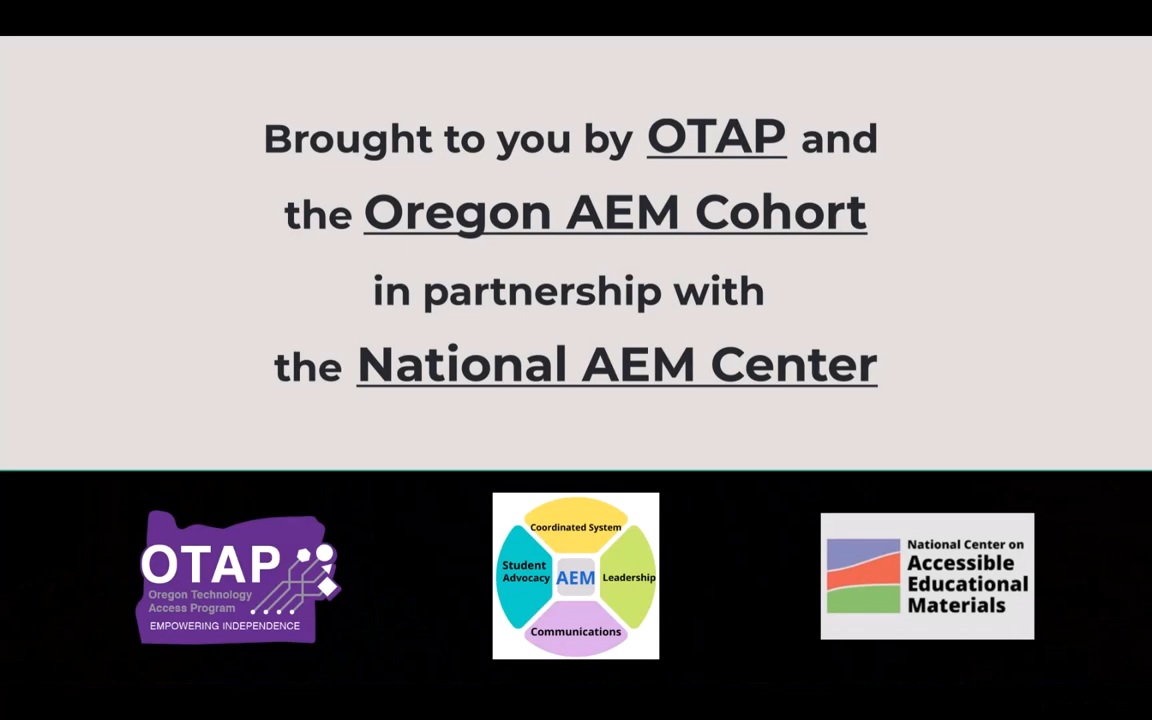 Brought to you by OTAP and
the Oregon AEM Cohort
in partnership with
the National AEM Center
OTAP
Oregon Technology
Access Program
EMPOWERING INDEPENDENCE
Coordinated System
Student
Advocacy
AEM
Leadership
Communications
National Center on
Accessible
Educational
Materials